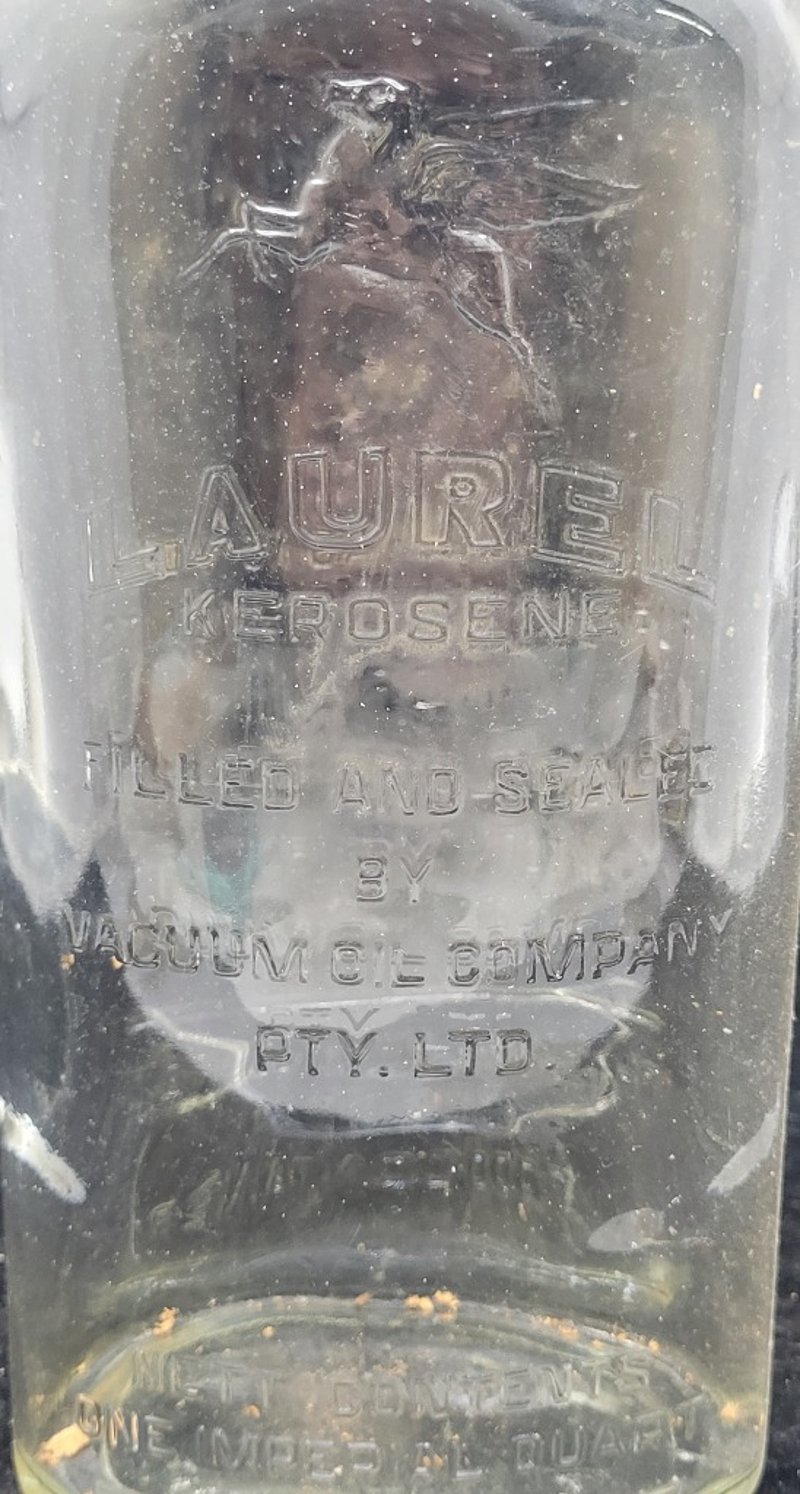 LAUREL
KEROSENE
FILLED AND SEALED
BY
VACUUM OIL COMPANY
PTY. LTD.
NETT CONTENTS
ONE IMPERIAL QUART